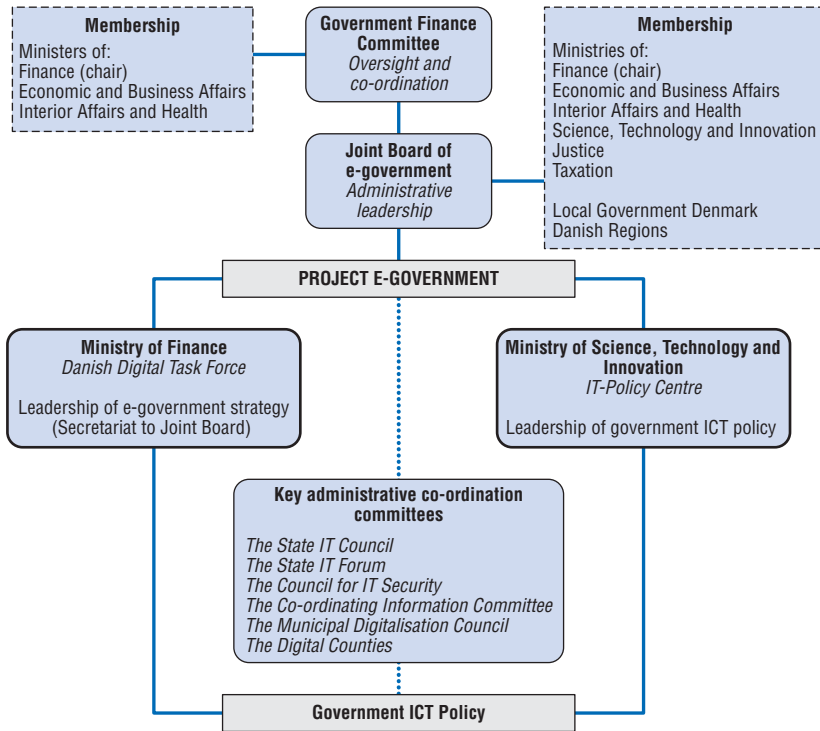 Membership
Ministers of:
Finance (chair)
Economic and Business Affairs
Interior Affairs and Health
Government Finance
Committee
Oversight and
co-ordination
Membership
Ministries of:
Finance (chair)
Economic and Business Affairs
Interior Affairs and Health
Science, Technology and Innovation
Justice
Taxation
Local Government Denmark
Danish Regions
Joint Board of
e-government
Administrative
leadership
PROJECT E-GOVERNMENT
Ministry of Finance
Danish Digital Task Force
Leadership of e-government strategy
(Secretariat to Joint Board)
Ministry of Science, Technology and
Innovation
IT-Policy Centre
Leadership of government ICT policy
Key administrative co-ordination
committees
The State IT Council
The State IT Forum
The Council for IT Security
The Co-ordinating Information Committee
The Municipal Digitalisation Council
The Digital Counties
Government ICT Policy